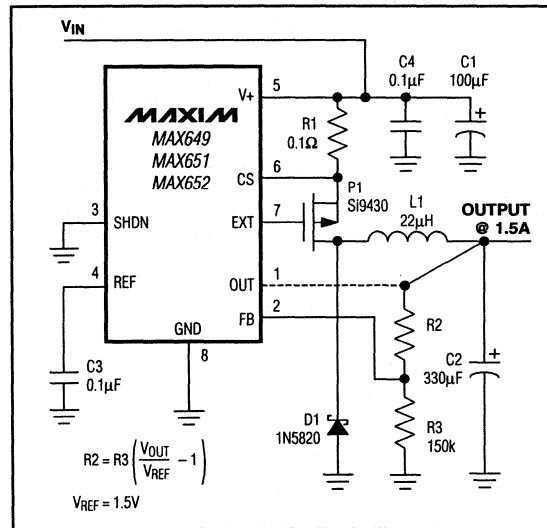 VIN
C4
0.1µF
C1
100µF
+
V+
5
R1
0.1Ω
MAXIM
MAX649
MAX651
MAX652
CS
6
P1
Si9430
EXT
7
L1
22µH
OUTPUT
@ 1.5A
3
SHDN
4
REF
OUT
1
FB
2
GND
8
R2
C2
330µF
+
C3
0.1µF
D1
1N5820
R3
150k
R2 = R3 ( VOUT / VREF − 1 )
VREF = 1.5V